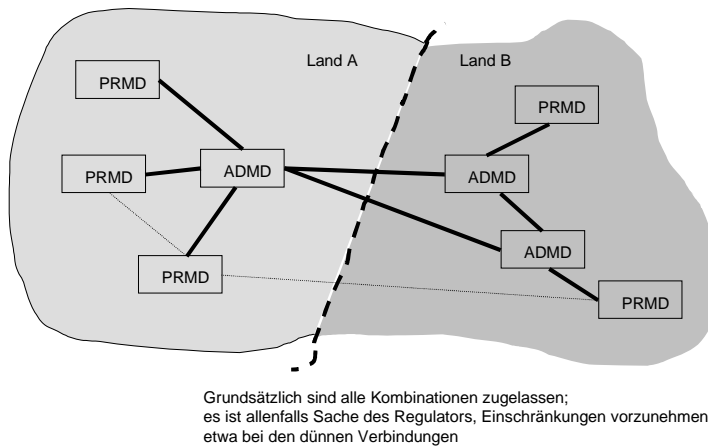 Land A
Land B
PRMD
PRMD
PRMD
ADMD
ADMD
PRMD
ADMD
PRMD
Grundsätzlich sind alle Kombinationen zugelassen;
es ist allenfalls Sache des Regulators, Einschränkungen vorzunehmen
etwa bei den dünnen Verbindungen